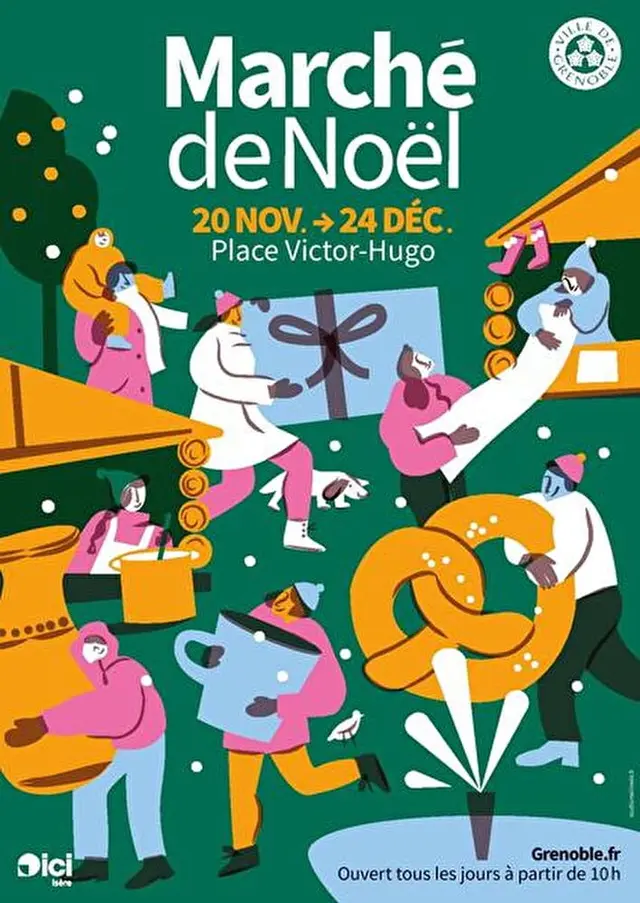 VILLE DE GRENOBLE
Marché
de Noël
20 NOV. → 24 DÉC.
Place Victor-Hugo
Grenoble.fr
Ouvert tous les jours à partir de 10h
ici
Isère